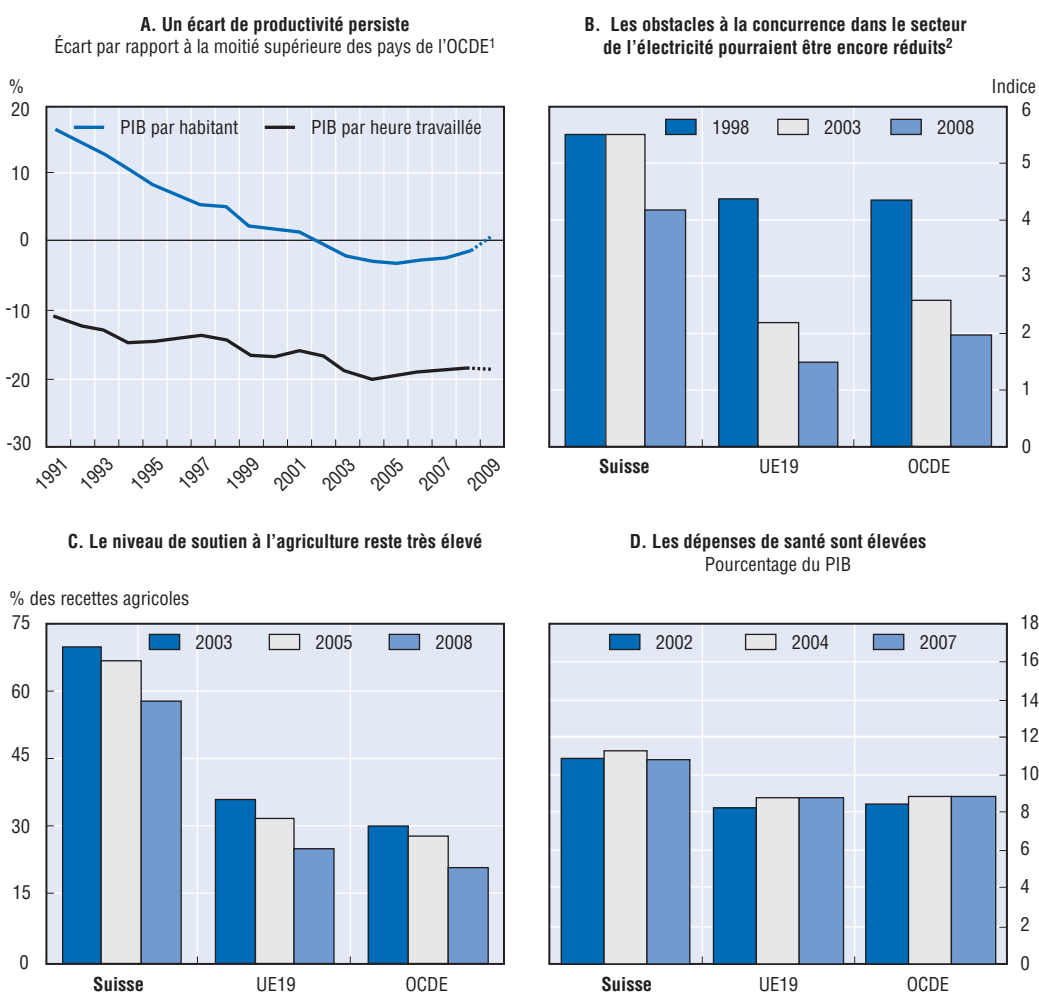 A. Un écart de productivité persiste
Écart par rapport à la moitié supérieure des pays de l'OCDE1
%
PIB par habitant
PIB par heure travaillée
20
10
0
-10
-20
-30
1991
1993
1995
1997
1999
2001
2003
2005
2007
2009
B. Les obstacles à la concurrence dans le secteur
de l'électricité pourraient être encore réduits2
Indice
1998
2003
2008
6
5
4
3
2
1
0
Suisse
UE19
OCDE
C. Le niveau de soutien à l'agriculture reste très élevé
% des recettes agricoles
2003
2005
2008
75
60
45
30
15
0
Suisse
UE19
OCDE
D. Les dépenses de santé sont élevées
Pourcentage du PIB
2002
2004
2007
18
16
14
12
10
8
6
4
2
0
Suisse
UE19
OCDE